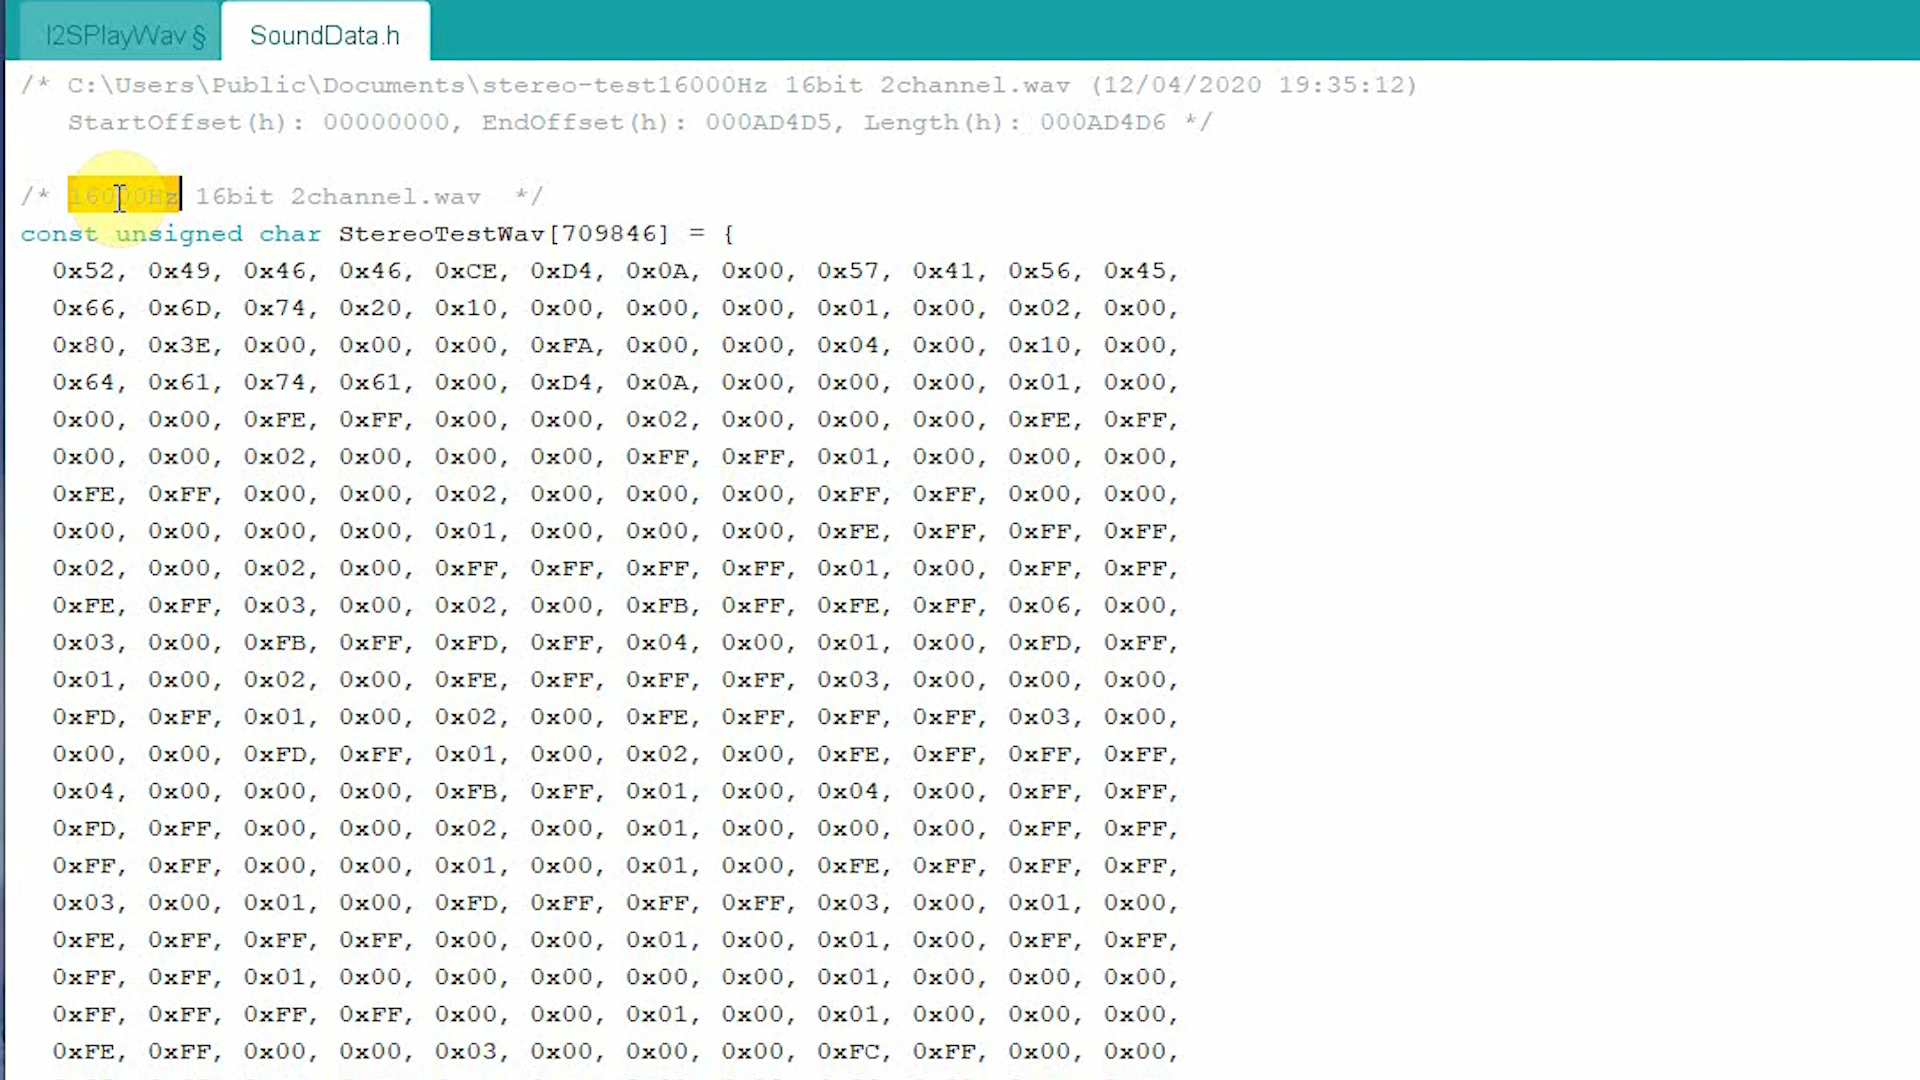 I2SPlayWav §
SoundData.h
/* C:\Users\Public\Documents\stereo-test16000Hz 16bit 2channel.wav (12/04/2020 19:35:12)
StartOffset(h): 00000000, EndOffset(h): 000AD4D5, Length(h): 000AD4D6 */
/* 16000Hz 16bit 2channel.wav */
const unsigned char StereoTestWav[709846] = {
0x52, 0x49, 0x46, 0x46, 0xCE, 0xD4, 0x0A, 0x00, 0x57, 0x41, 0x56, 0x45,
0x66, 0x6D, 0x74, 0x20, 0x10, 0x00, 0x00, 0x00, 0x01, 0x00, 0x02, 0x00,
0x80, 0x3E, 0x00, 0x00, 0x00, 0xFA, 0x00, 0x00, 0x04, 0x00, 0x10, 0x00,
0x64, 0x61, 0x74, 0x61, 0x00, 0xD4, 0x0A, 0x00, 0x00, 0x00, 0x01, 0x00,
0x00, 0x00, 0xFE, 0xFF, 0x00, 0x00, 0x02, 0x00, 0x00, 0x00, 0xFE, 0xFF,
0x00, 0x00, 0x02, 0x00, 0x00, 0x00, 0xFF, 0xFF, 0x01, 0x00, 0x00, 0x00,
0xFE, 0xFF, 0x00, 0x00, 0x02, 0x00, 0x00, 0x00, 0xFF, 0xFF, 0x00, 0x00,
0x00, 0x00, 0x00, 0x00, 0x01, 0x00, 0x00, 0x00, 0xFE, 0xFF, 0xFF, 0xFF,
0x02, 0x00, 0x02, 0x00, 0xFF, 0xFF, 0xFF, 0xFF, 0x01, 0x00, 0xFF, 0xFF,
0xFE, 0xFF, 0x03, 0x00, 0x02, 0x00, 0xFB, 0xFF, 0xFE, 0xFF, 0x06, 0x00,
0x03, 0x00, 0xFB, 0xFF, 0xFD, 0xFF, 0x04, 0x00, 0x01, 0x00, 0xFD, 0xFF,
0x01, 0x00, 0x02, 0x00, 0xFE, 0xFF, 0xFF, 0xFF, 0x03, 0x00, 0x00, 0x00,
0xFD, 0xFF, 0x01, 0x00, 0x02, 0x00, 0xFE, 0xFF, 0xFF, 0xFF, 0x03, 0x00,
0x00, 0x00, 0xFD, 0xFF, 0x01, 0x00, 0x02, 0x00, 0xFE, 0xFF, 0xFF, 0xFF,
0x04, 0x00, 0x00, 0x00, 0xFB, 0xFF, 0x01, 0x00, 0x04, 0x00, 0xFF, 0xFF,
0xFD, 0xFF, 0x00, 0x00, 0x02, 0x00, 0x01, 0x00, 0x00, 0x00, 0xFF, 0xFF,
0xFF, 0xFF, 0x00, 0x00, 0x01, 0x00, 0x01, 0x00, 0xFE, 0xFF, 0xFF, 0xFF,
0x03, 0x00, 0x01, 0x00, 0xFD, 0xFF, 0xFF, 0xFF, 0x03, 0x00, 0x01, 0x00,
0xFE, 0xFF, 0xFF, 0xFF, 0x00, 0x00, 0x01, 0x00, 0x01, 0x00, 0xFF, 0xFF,
0xFF, 0xFF, 0x01, 0x00, 0x00, 0x00, 0x00, 0x00, 0x01, 0x00, 0x00, 0x00,
0xFF, 0xFF, 0xFF, 0xFF, 0x00, 0x00, 0x01, 0x00, 0x01, 0x00, 0x00, 0x00,
0xFE, 0xFF, 0x00, 0x00, 0x03, 0x00, 0x00, 0x00, 0xFC, 0xFF, 0x00, 0x00,